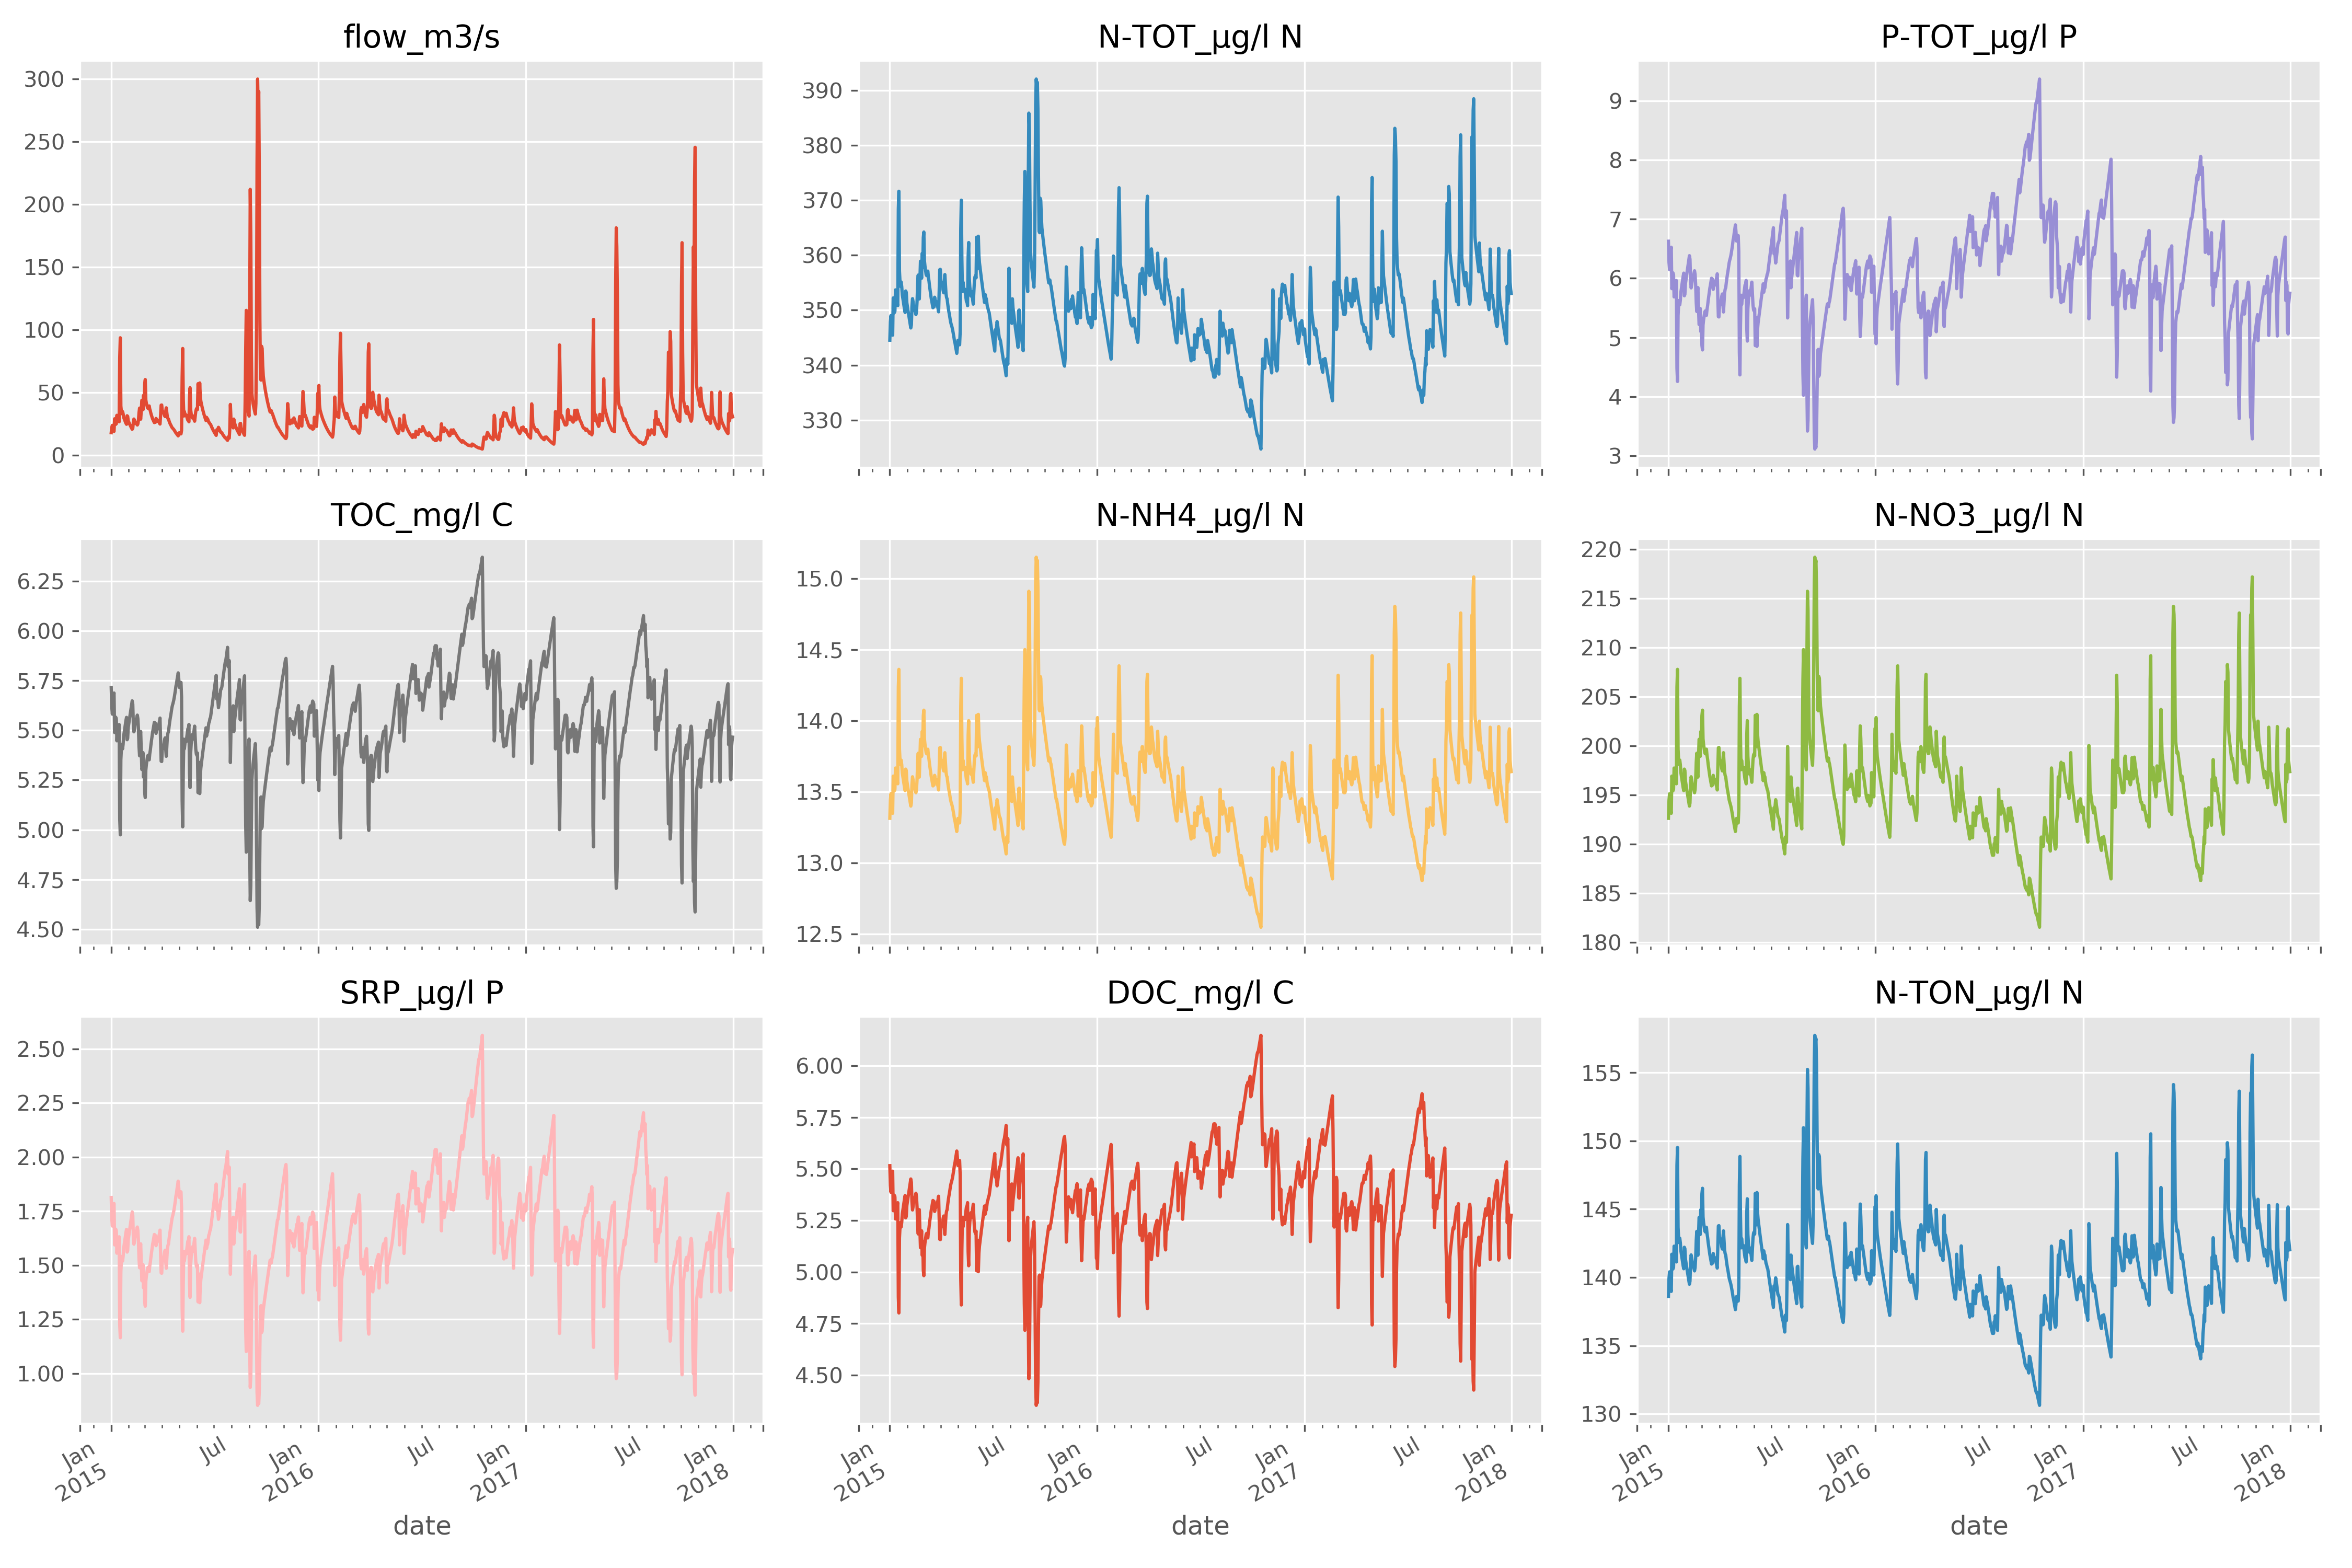 flow_m3/s
N-TOT_µg/l N
P-TOT_µg/l P
300
250
200
150
100
50
0
390
380
370
360
350
340
330
9
8
7
6
5
4
3
TOC_mg/l C
N-NH4_µg/l N
N-NO3_µg/l N
6.25
6.00
5.75
5.50
5.25
5.00
4.75
4.50
15.0
14.5
14.0
13.5
13.0
12.5
220
215
210
205
200
195
190
185
180
SRP_µg/l P
DOC_mg/l C
N-TON_µg/l N
2.50
2.25
2.00
1.75
1.50
1.25
1.00
6.00
5.75
5.50
5.25
5.00
4.75
4.50
155
150
145
140
135
130
Jan
2015
Jul
Jan
2016
Jul
Jan
2017
Jul
Jan
2018
date
Jan
2015
Jul
Jan
2016
Jul
Jan
2017
Jul
Jan
2018
date
Jan
2015
Jul
Jan
2016
Jul
Jan
2017
Jul
Jan
2018
date